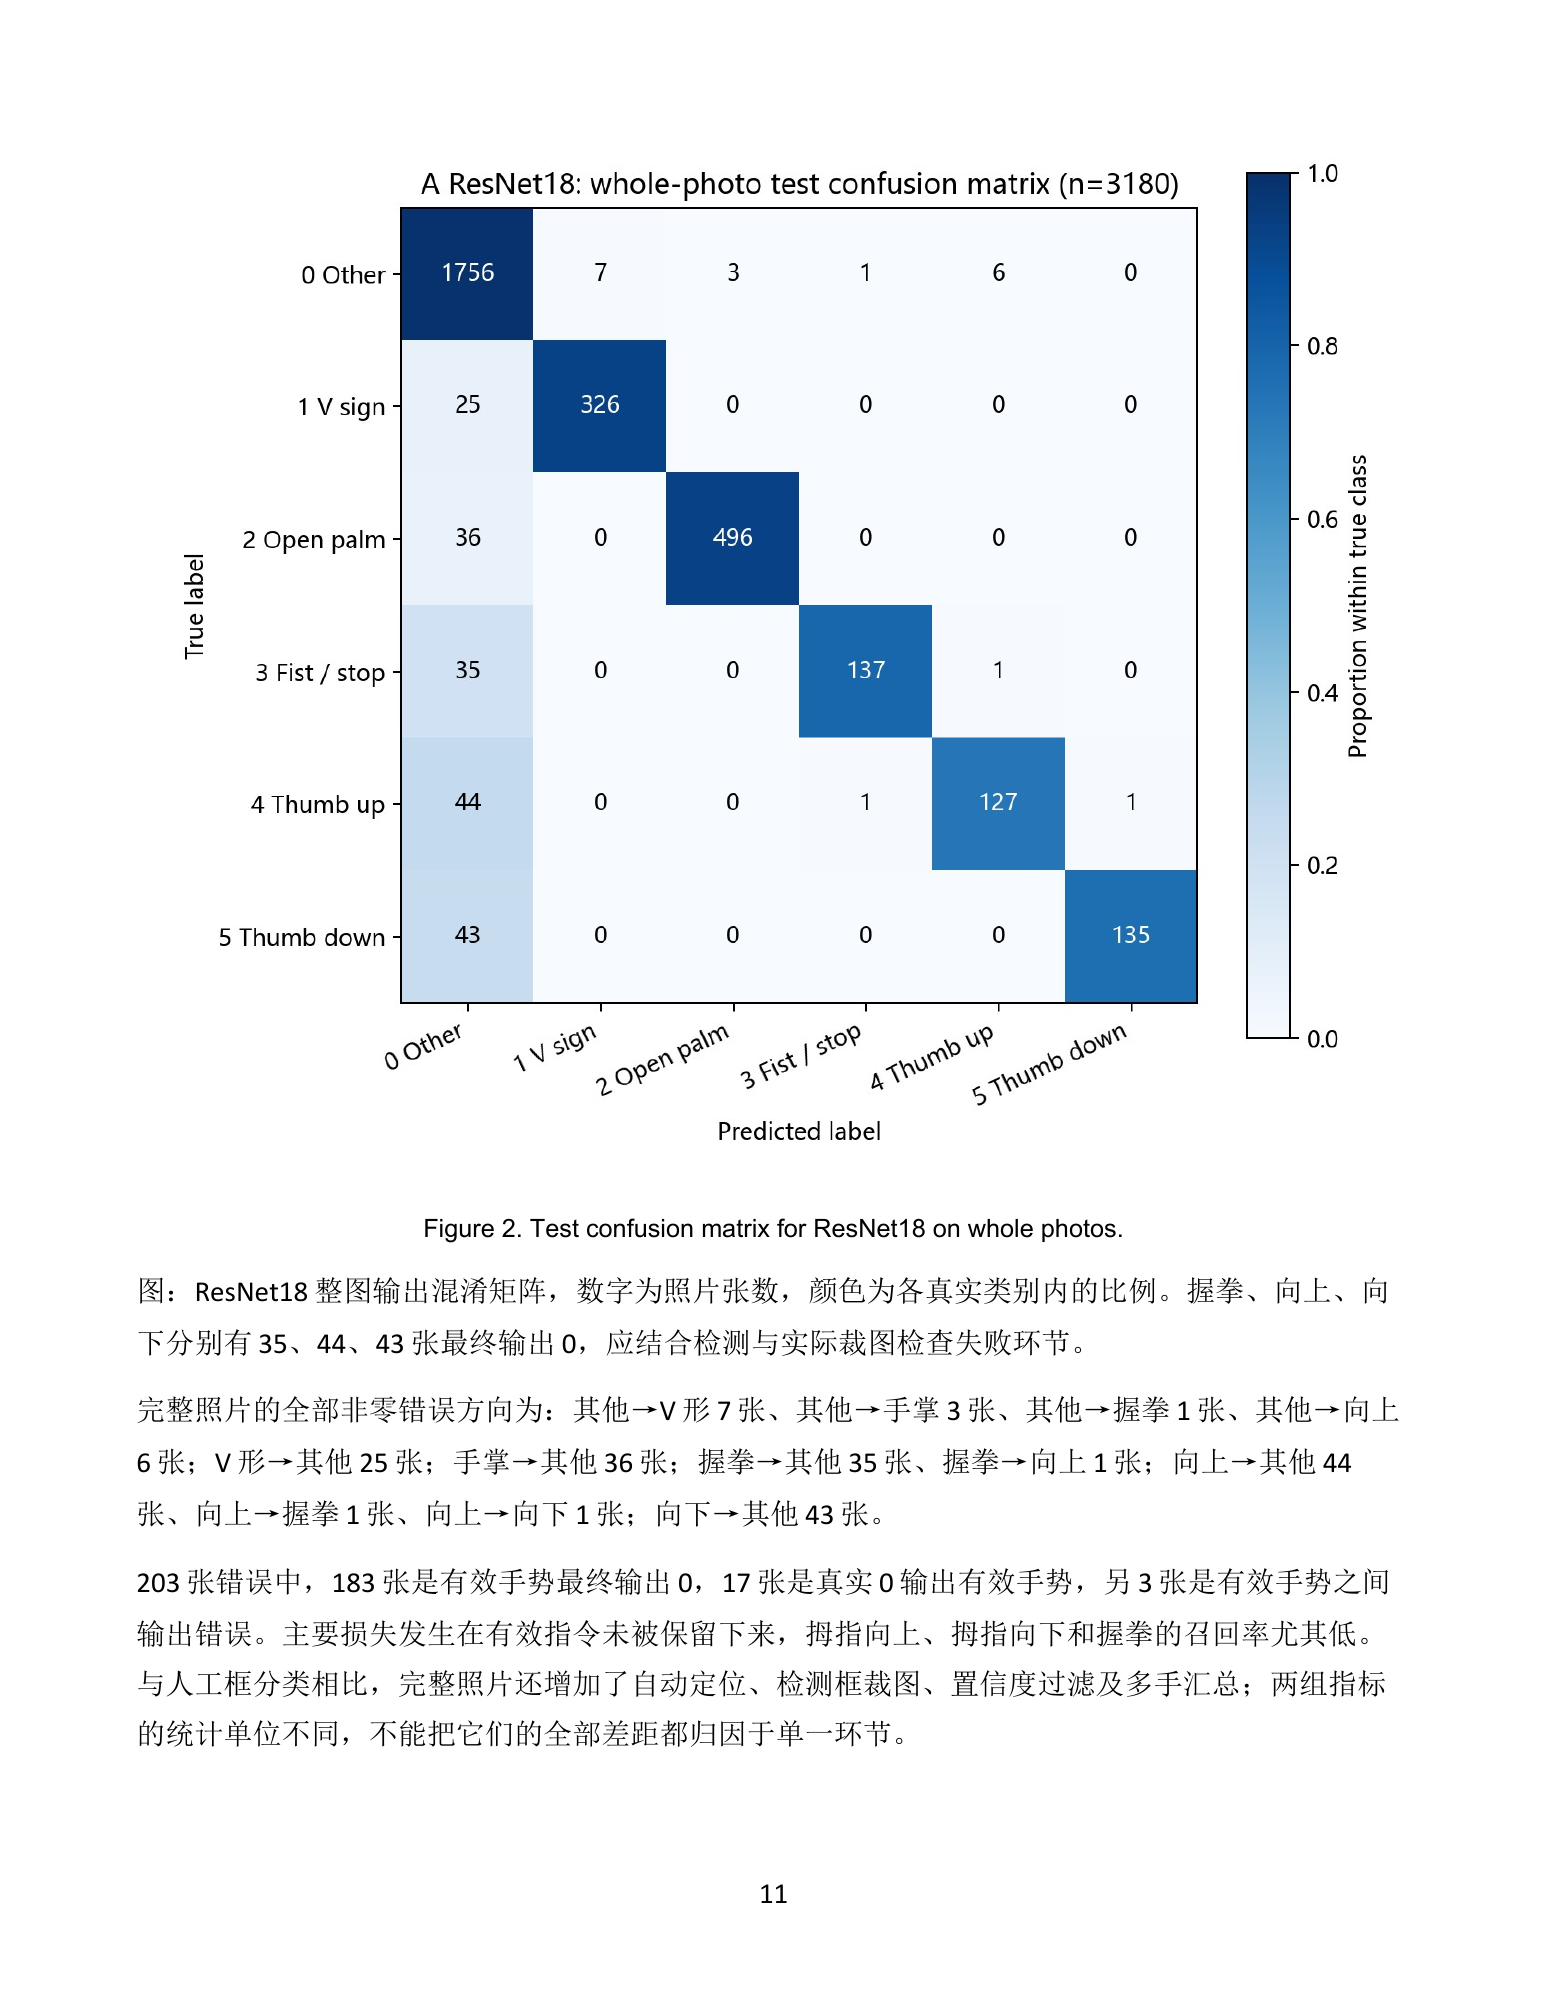 A ResNet18: whole-photo test confusion matrix (n=3180)
True label
0 Other 1756 7 3 1 6 0
1 V sign 25 326 0 0 0 0
2 Open palm 36 0 496 0 0 0
3 Fist / stop 35 0 0 137 1 0
4 Thumb up 44 0 0 1 127 1
5 Thumb down 43 0 0 0 0 135
0 Other 1 V sign 2 Open palm 3 Fist / stop 4 Thumb up 5 Thumb down
Predicted label
1.0
0.8
0.6
0.4
0.2
0.0
Proportion within true class
Figure 2. Test confusion matrix for ResNet18 on whole photos.
图：ResNet18 整图输出混淆矩阵，数字为照片张数，颜色为各真实类别内的比例。握拳、向上、向
下分别有 35、44、43 张最终输出 0，应结合检测与实际裁图检查失败环节。
完整照片的全部非零错误方向为：其他→V 形 7 张、其他→手掌 3 张、其他→握拳 1 张、其他→向上
6 张；V 形→其他 25 张；手掌→其他 36 张；握拳→其他 35 张、握拳→向上 1 张；向上→其他 44
张、向上→握拳 1 张、向上→向下 1 张；向下→其他 43 张。
203 张错误中，183 张是有效手势最终输出 0，17 张是真实 0 输出有效手势，另 3 张是有效手势之间
输出错误。主要损失发生在有效指令未被保留下来，拇指向上、拇指向下和握拳的召回率尤其低。
与人工框分类相比，完整照片还增加了自动定位、检测框裁图、置信度过滤及多手汇总；两组指标
的统计单位不同，不能把它们的全部差距都归因于单一环节。
11